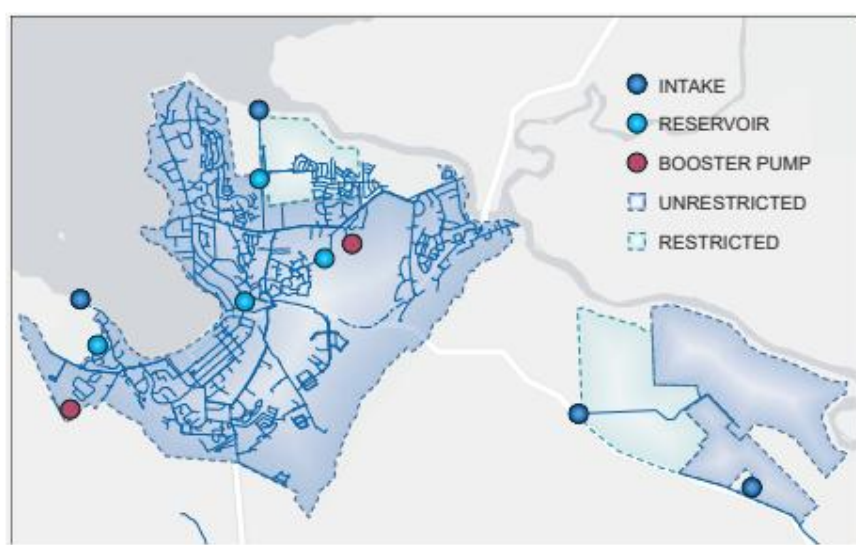 INTAKE
RESERVOIR
BOOSTER PUMP
UNRESTRICTED
RESTRICTED